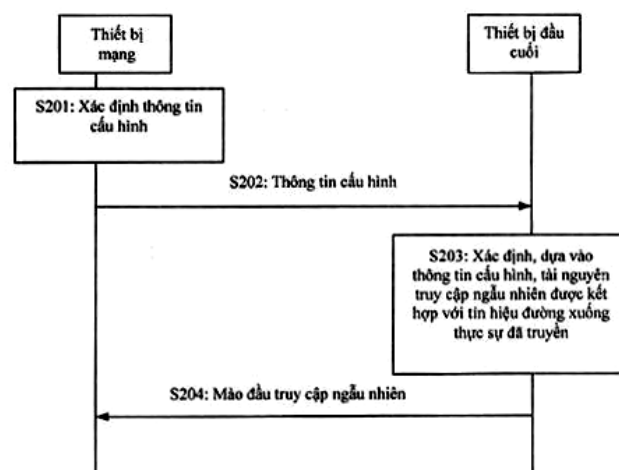 Thiết bị
mạng
Thiết bị đầu
cuối
S201: Xác định thông tin
cấu hình
S202: Thông tin cấu hình
S203: Xác định, dựa vào
thông tin cấu hình, tài nguyên
truy cập ngẫu nhiên được kết
hợp với tín hiệu đường xuống
thực sự đã truyền
S204: Mào đầu truy cập ngẫu nhiên